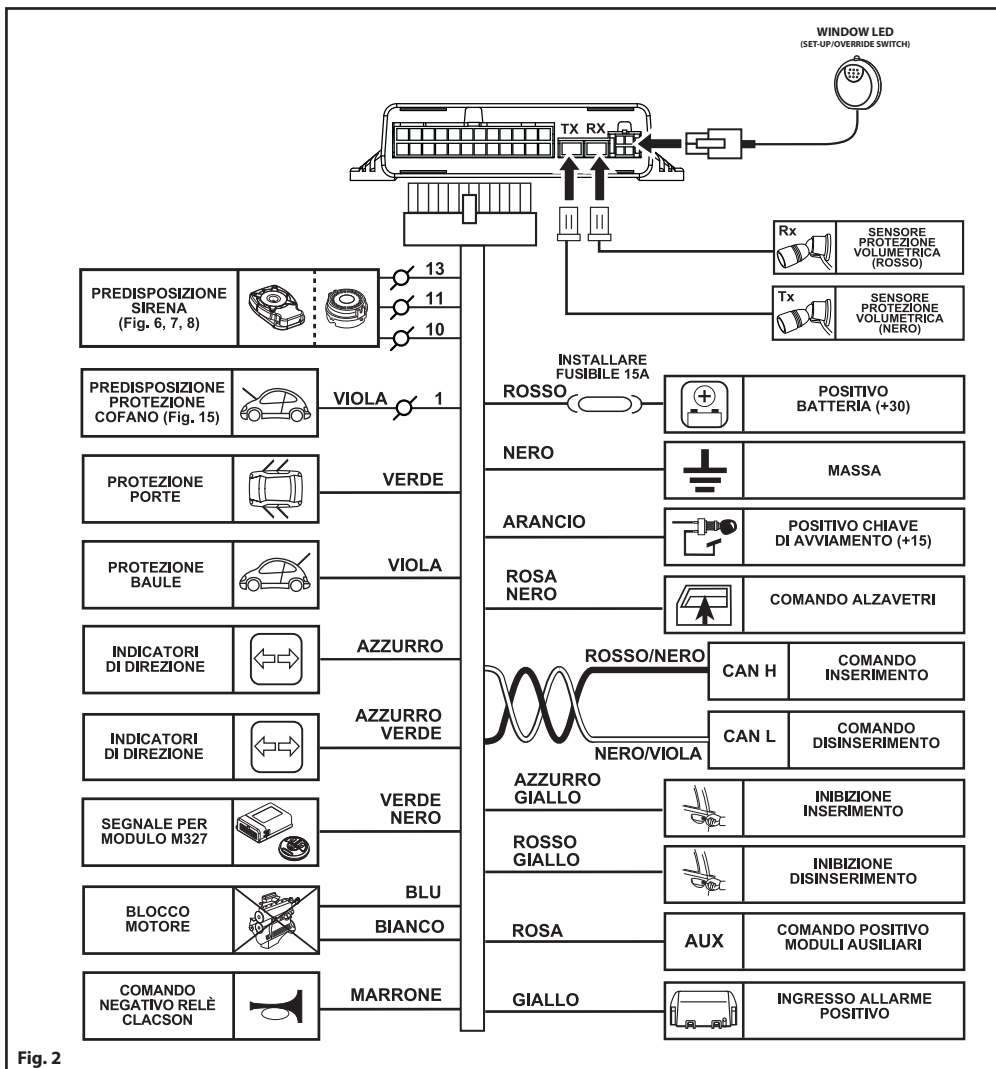 WINDOW LED
(SET-UP/OVERRIDE SWITCH)
TX RX
Rx
SENSORE
PROTEZIONE
VOLUMETRICA
(ROSSO)
Tx
SENSORE
PROTEZIONE
VOLUMETRICA
(NERO)
PREDISPOSIZIONE
SIRENA
(Fig. 6, 7, 8)
13
11
10
PREDISPOSIZIONE
PROTEZIONE
COFANO (Fig. 15)
VIOLA
1
PROTEZIONE
PORTE
VERDE
PROTEZIONE
BAULE
VIOLA
INDICATORI
DI DIREZIONE
AZZURRO
INDICATORI
DI DIREZIONE
AZZURRO
VERDE
SEGNALE PER
MODULO M327
VERDE
NERO
BLOCCO
MOTORE
BLU
BIANCO
COMANDO
NEGATIVO RELÈ
CLACSON
MARRONE
ROSSO
INSTALLARE
FUSIBILE 15A
POSITIVO
BATTERIA (+30)
NERO
MASSA
ARANCIO
POSITIVO CHIAVE
DI AVVIAMENTO (+15)
ROSA
NERO
COMANDO ALZAVETRI
ROSSO/NERO
CAN H
COMANDO
INSERIMENTO
NERO/VIOLA
CAN L
COMANDO
DISINSERIMENTO
AZZURRO
GIALLO
INIBIZIONE
INSERIMENTO
ROSSO
GIALLO
INIBIZIONE
DISINSERIMENTO
ROSA
AUX
COMANDO POSITIVO
MODULI AUSILIARI
GIALLO
INGRESSO ALLARME
POSITIVO
Fig. 2